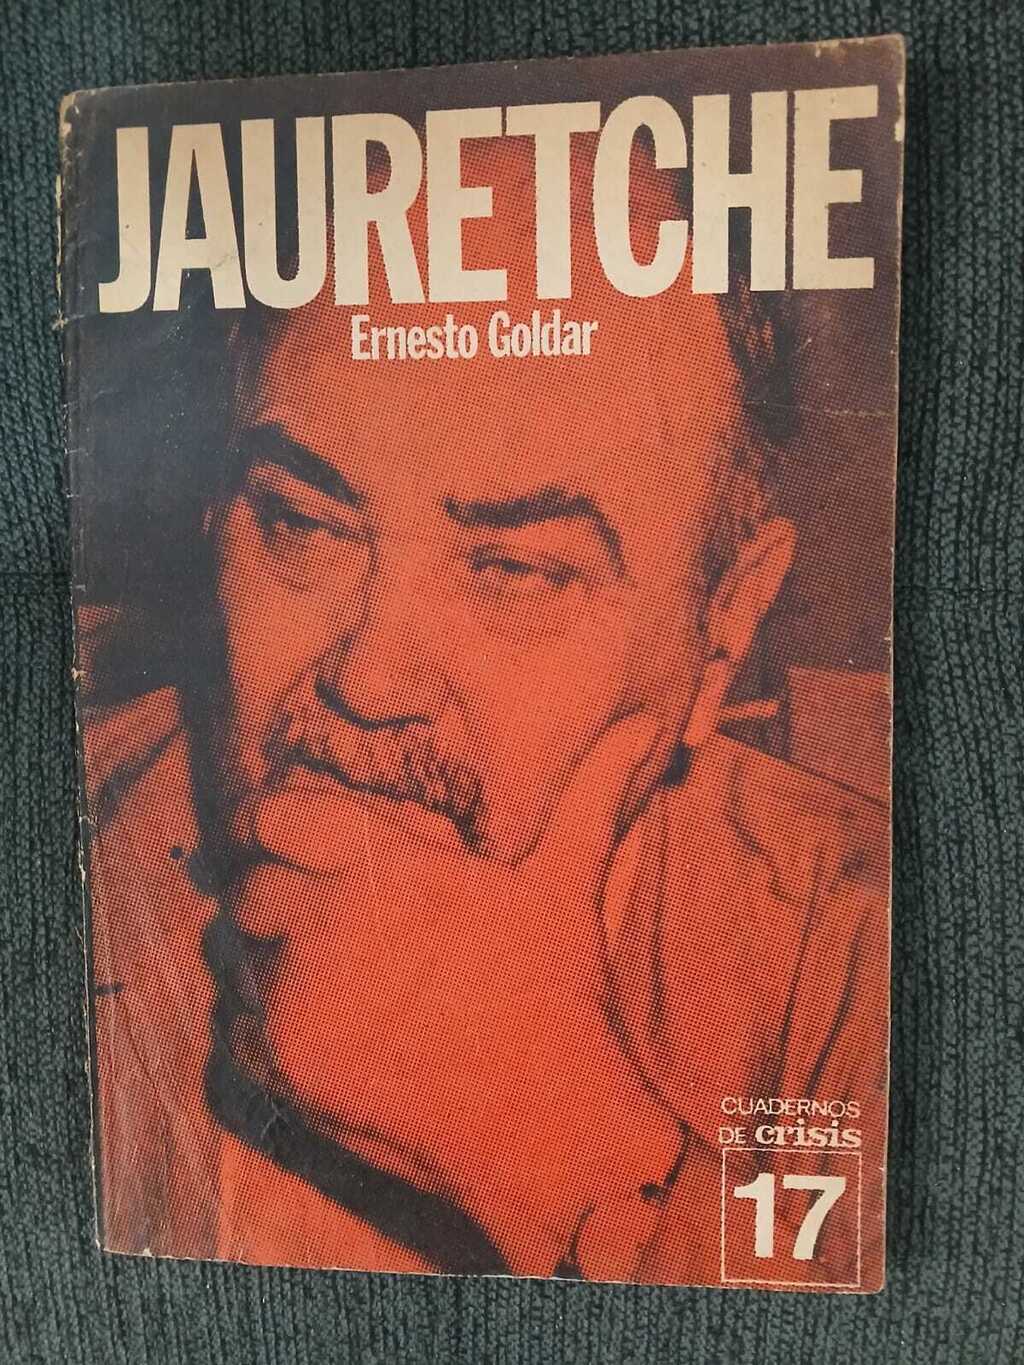 JAURETCHE
Ernesto Goldar
CUADERNOS
DE crisis
17